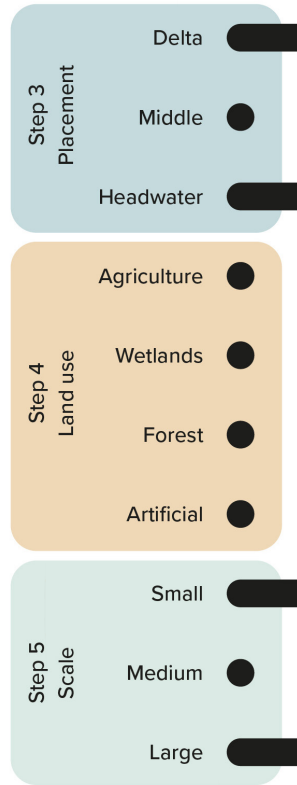 Step 3
Placement
Delta
Middle
Headwater
Step 4
Land use
Agriculture
Wetlands
Forest
Artificial
Step 5
Scale
Small
Medium
Large